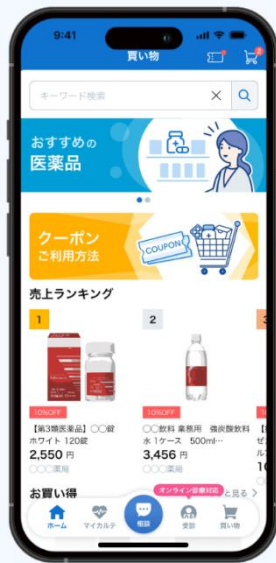 9:41
買い物
キーワード検索
おすすめの
医薬品
クーポン
ご利用方法
COUPON
売上ランキング
1
2
3
10%OFF
10%OFF
【第3類医薬品】○○錠
ホワイト 120錠
2,550 円
○○○薬局
○○飲料 業務用 強炭酸飲料
水 1ケース 500ml…
3,456 円
○○○薬局
お買い得
と見る
オンライン診療対応
ホーム
マイカルテ
相談
受診
買い物